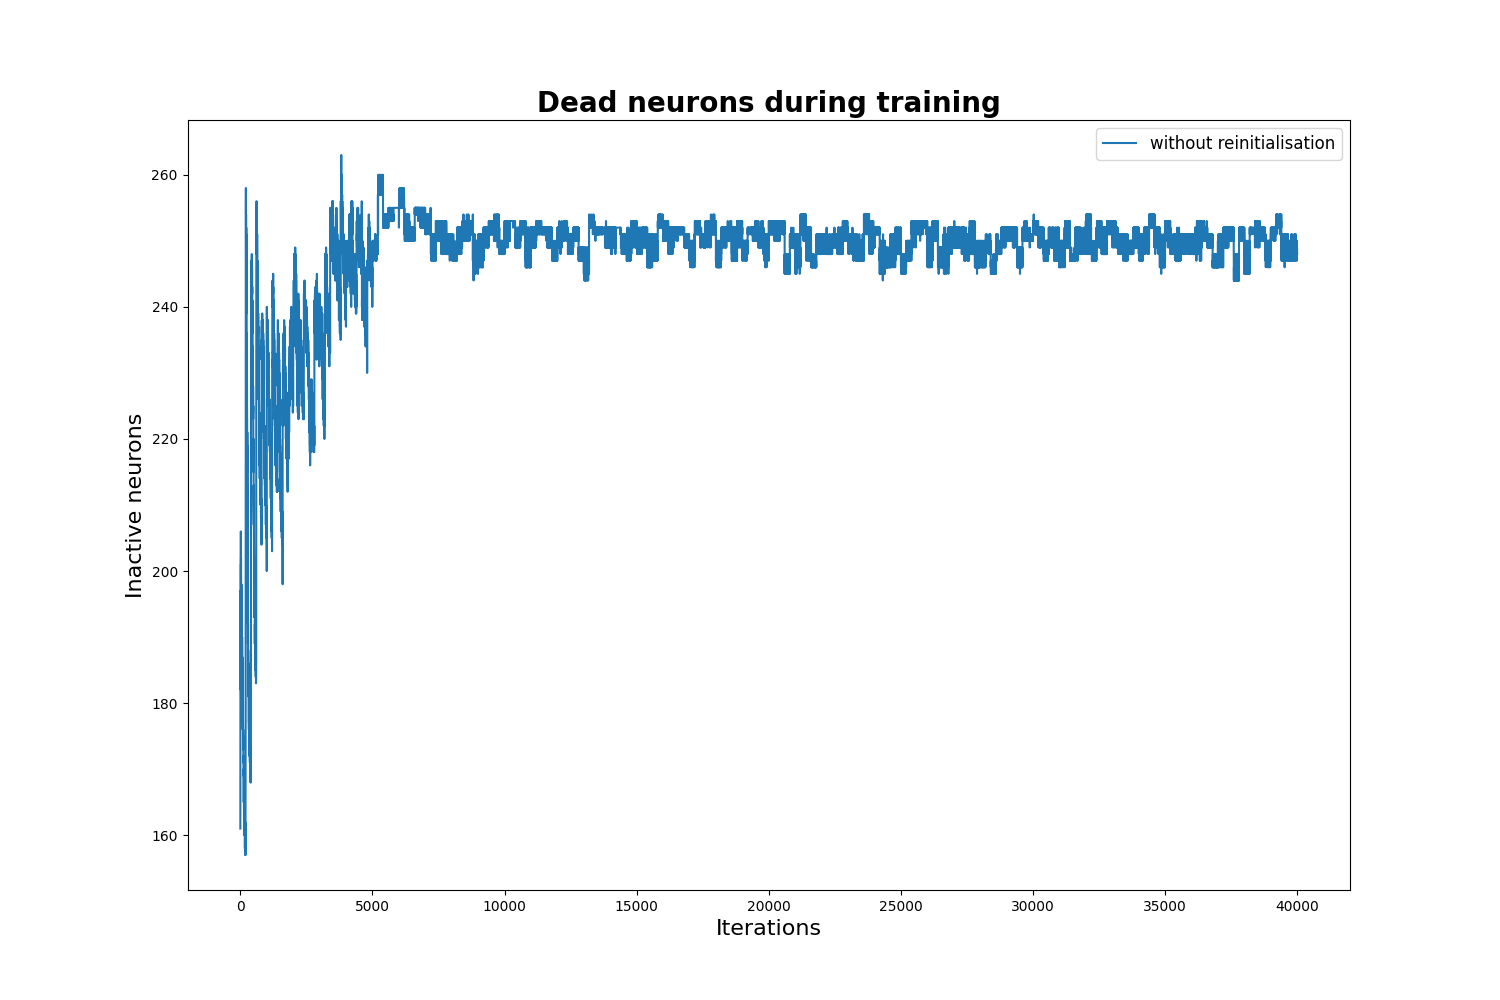 Dead neurons during training
without reinitialisation
Inactive neurons
260
240
220
200
180
160
0 5000 10000 15000 20000 25000 30000 35000 40000
Iterations